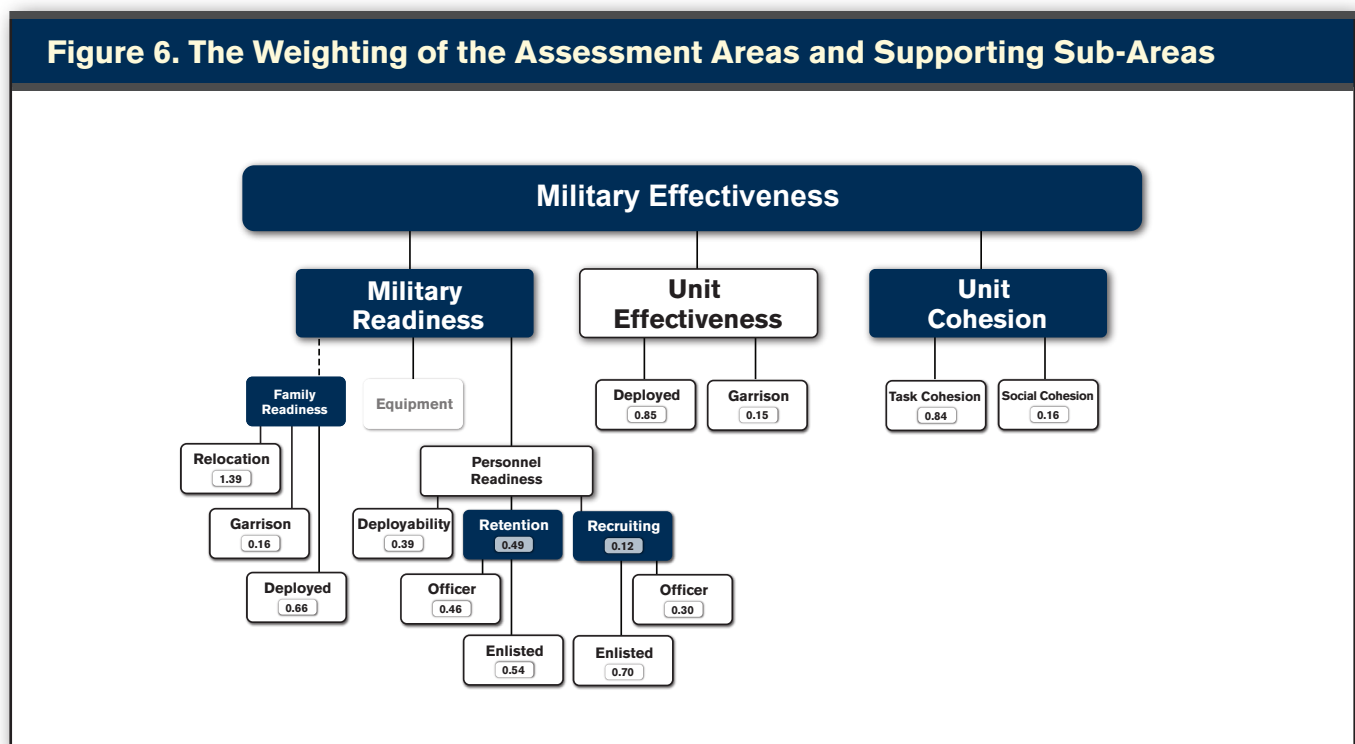 Figure 6. The Weighting of the Assessment Areas and Supporting Sub-Areas
Military Effectiveness
Military
Readiness
Unit
Effectiveness
Unit
Cohesion
Family
Readiness
Equipment
Deployed
0.85
Garrison
0.15
Task Cohesion
0.84
Social Cohesion
0.16
Relocation
1.39
Personnel
Readiness
Garrison
0.16
Deployability
0.39
Retention
0.49
Recruiting
0.12
Deployed
0.66
Officer
0.46
Officer
0.30
Enlisted
0.54
Enlisted
0.70